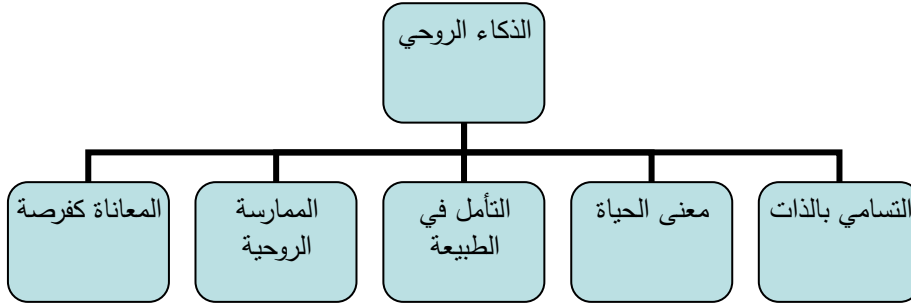 الذكاء الروحي
التسامي بالذات
معنى الحياة
التأمل في
الطبيعة
الممارسة
الروحية
المعاناة كفرصة